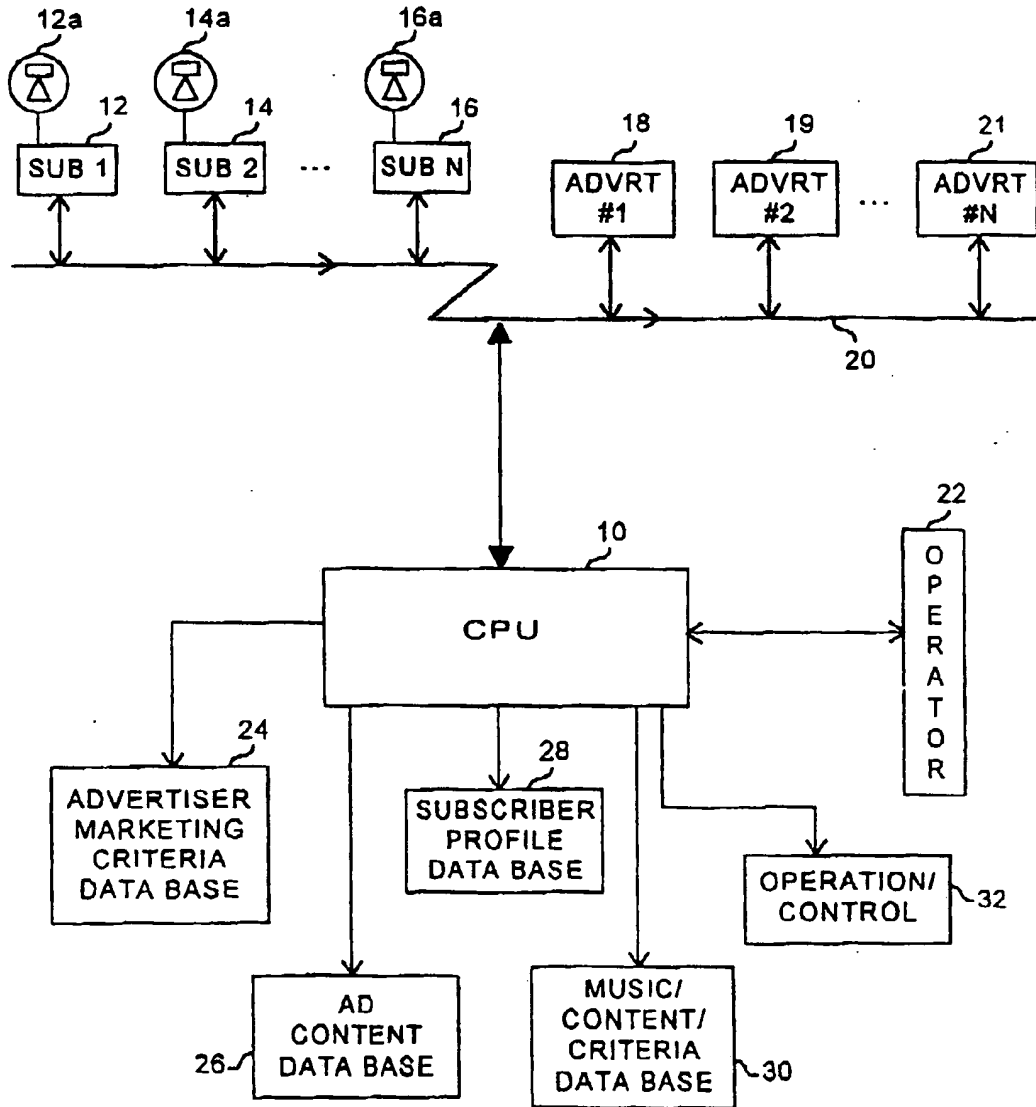 12a 14a 16a
12 14 16 18 19 21
SUB 1 SUB 2 ... SUB N
ADVRT #1
ADVRT #2
...
ADVRT #N
20
10
CPU
22
OPERATOR
24
ADVERTISER
MARKETING
CRITERIA
DATA BASE
28
SUBSCRIBER
PROFILE
DATA BASE
OPERATION/
CONTROL
32
AD
CONTENT
DATA BASE
26
MUSIC/
CONTENT/
CRITERIA
DATA BASE
30